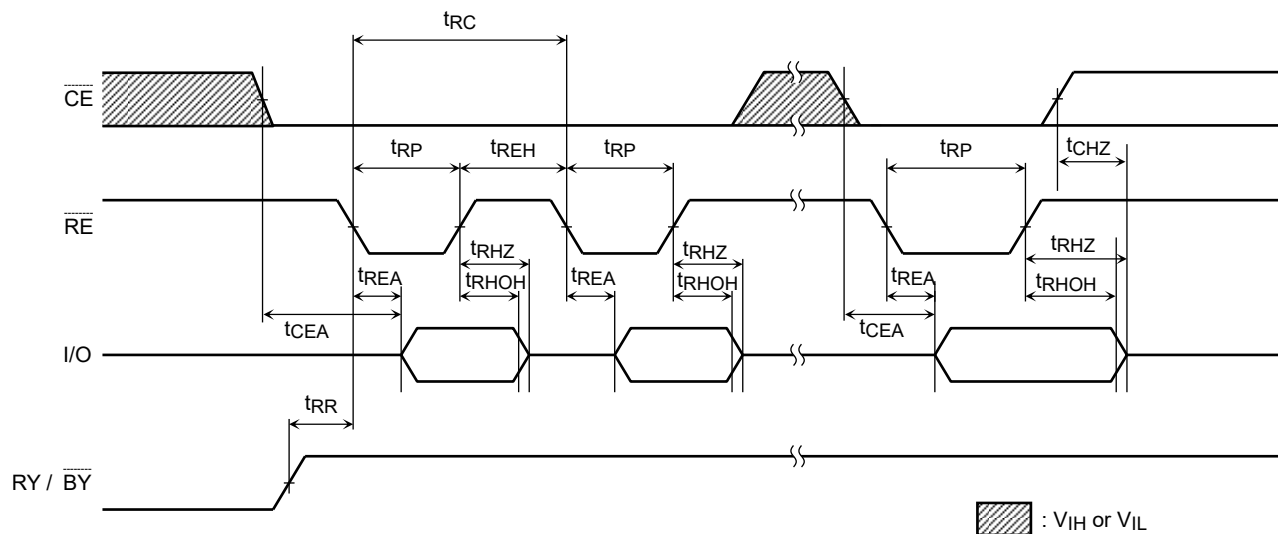 tRC
CE
tRP tREH tRP tRP tCHZ
RE
tRHZ tRHZ tRHZ
tREA tRHOH tREA tRHOH tREA tRHOH
tCEA tCEA
I/O
tRR
RY / BY
: VIH or VIL